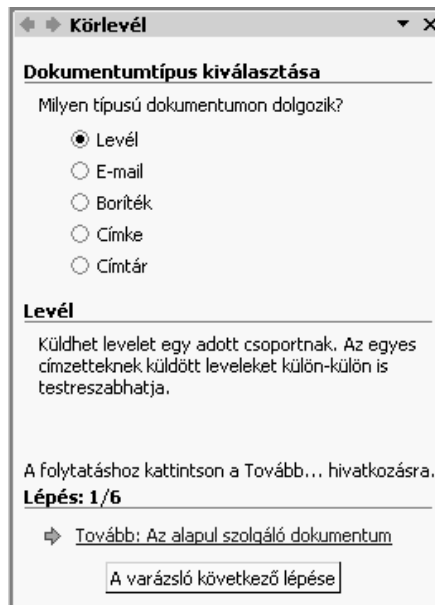 Körlevél
Dokumentumtípus kiválasztása
Milyen típusú dokumentumon dolgozik?
Levél
E-mail
Boríték
Címke
Címtár
Levél
Küldhet levelet egy adott csoportnak. Az egyes
címzetteknek küldött leveleket külön-külön is
testreszabhatja.
A folytatáshoz kattintson a Tovább... hivatkozásra.
Lépés: 1/6
Tovább: Az alapul szolgáló dokumentum
A varázsló következő lépése